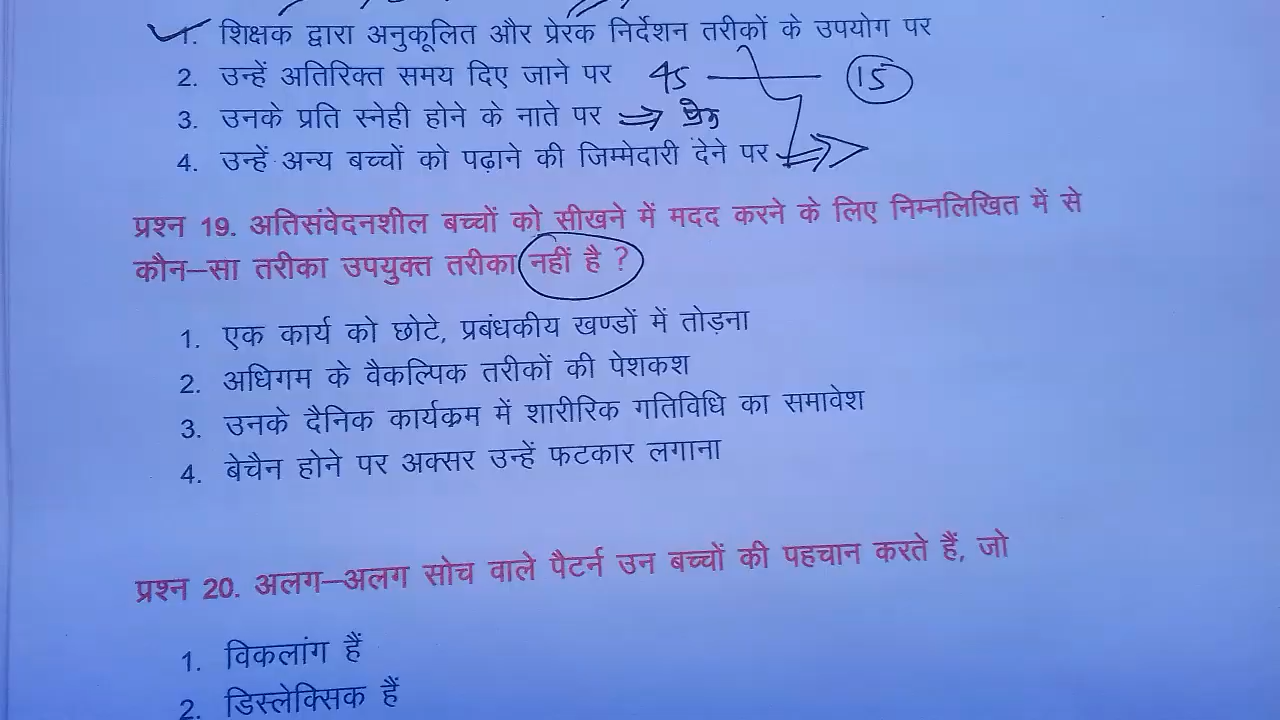 1. शिक्षक द्वारा अनुकूलित और प्रेरक निर्देशन तरीकों के उपयोग पर
2. उन्हें अतिरिक्त समय दिए जाने पर 45 15
3. उनके प्रति स्नेही होने के नाते पर
4. उन्हें अन्य बच्चों को पढ़ाने की जिम्मेदारी देने पर
प्रश्न 19. अतिसंवेदनशील बच्चों को सीखने में मदद करने के लिए निम्नलिखित में से
कौन–सा तरीका उपयुक्त तरीका नहीं है ?
1. एक कार्य को छोटे, प्रबंधकीय खण्डों में तोड़ना
2. अधिगम के वैकल्पिक तरीकों की पेशकश
3. उनके दैनिक कार्यक्रम में शारीरिक गतिविधि का समावेश
4. बेचैन होने पर अक्सर उन्हें फटकार लगाना
प्रश्न 20. अलग–अलग सोच वाले पैटर्न उन बच्चों की पहचान करते हैं, जो
1. विकलांग हैं
2. डिस्लेक्सिक हैं